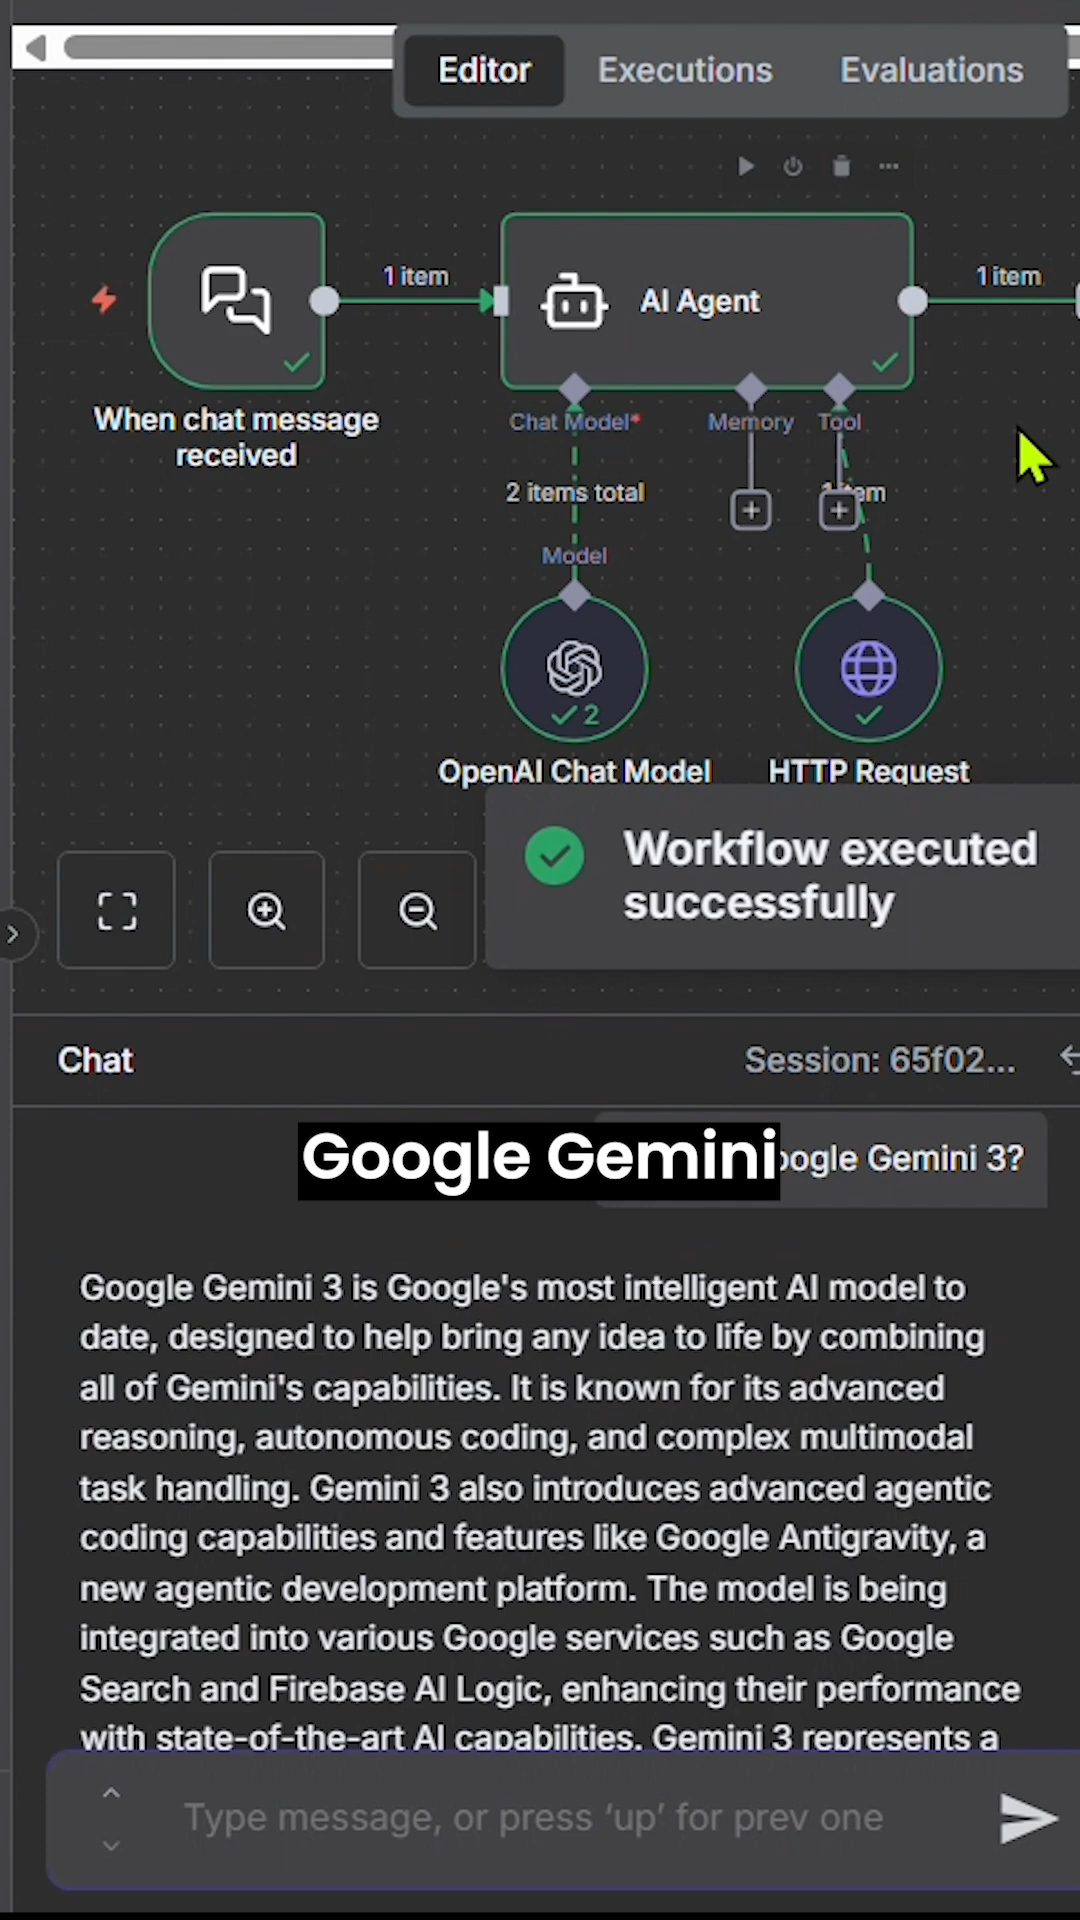 Editor Executions Evaluations
1 item
1 item
AI Agent
When chat message
received
Chat Model* Memory Tool
2 items total
Model
2
OpenAI Chat Model HTTP Request
Workflow executed
successfully
Chat Session: 65f02...
Google Gemini
Google Gemini 3?
Google Gemini 3 is Google's most intelligent AI model to
date, designed to help bring any idea to life by combining
all of Gemini's capabilities. It is known for its advanced
reasoning, autonomous coding, and complex multimodal
task handling. Gemini 3 also introduces advanced agentic
coding capabilities and features like Google Antigravity, a
new agentic development platform. The model is being
integrated into various Google services such as Google
Search and Firebase AI Logic, enhancing their performance
with state-of-the-art AI capabilities. Gemini 3 represents a
Type message, or press ‘up’ for prev one